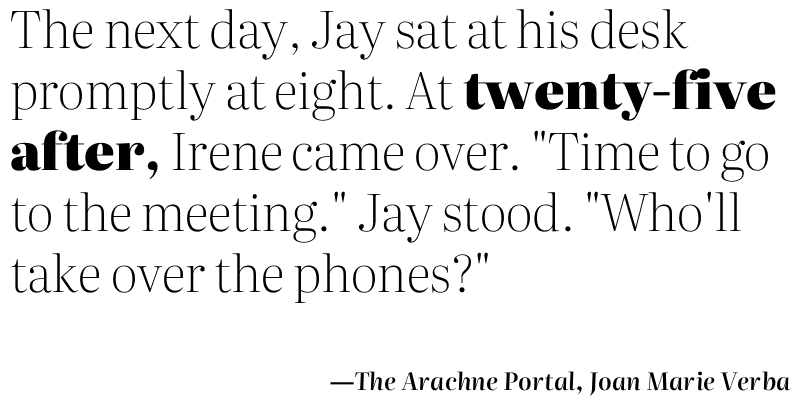 The next day, Jay sat at his desk
promptly at eight. At twenty-five
after, Irene came over. "Time to go
to the meeting." Jay stood. "Who'll
take over the phones?"
—The Arachne Portal, Joan Marie Verba